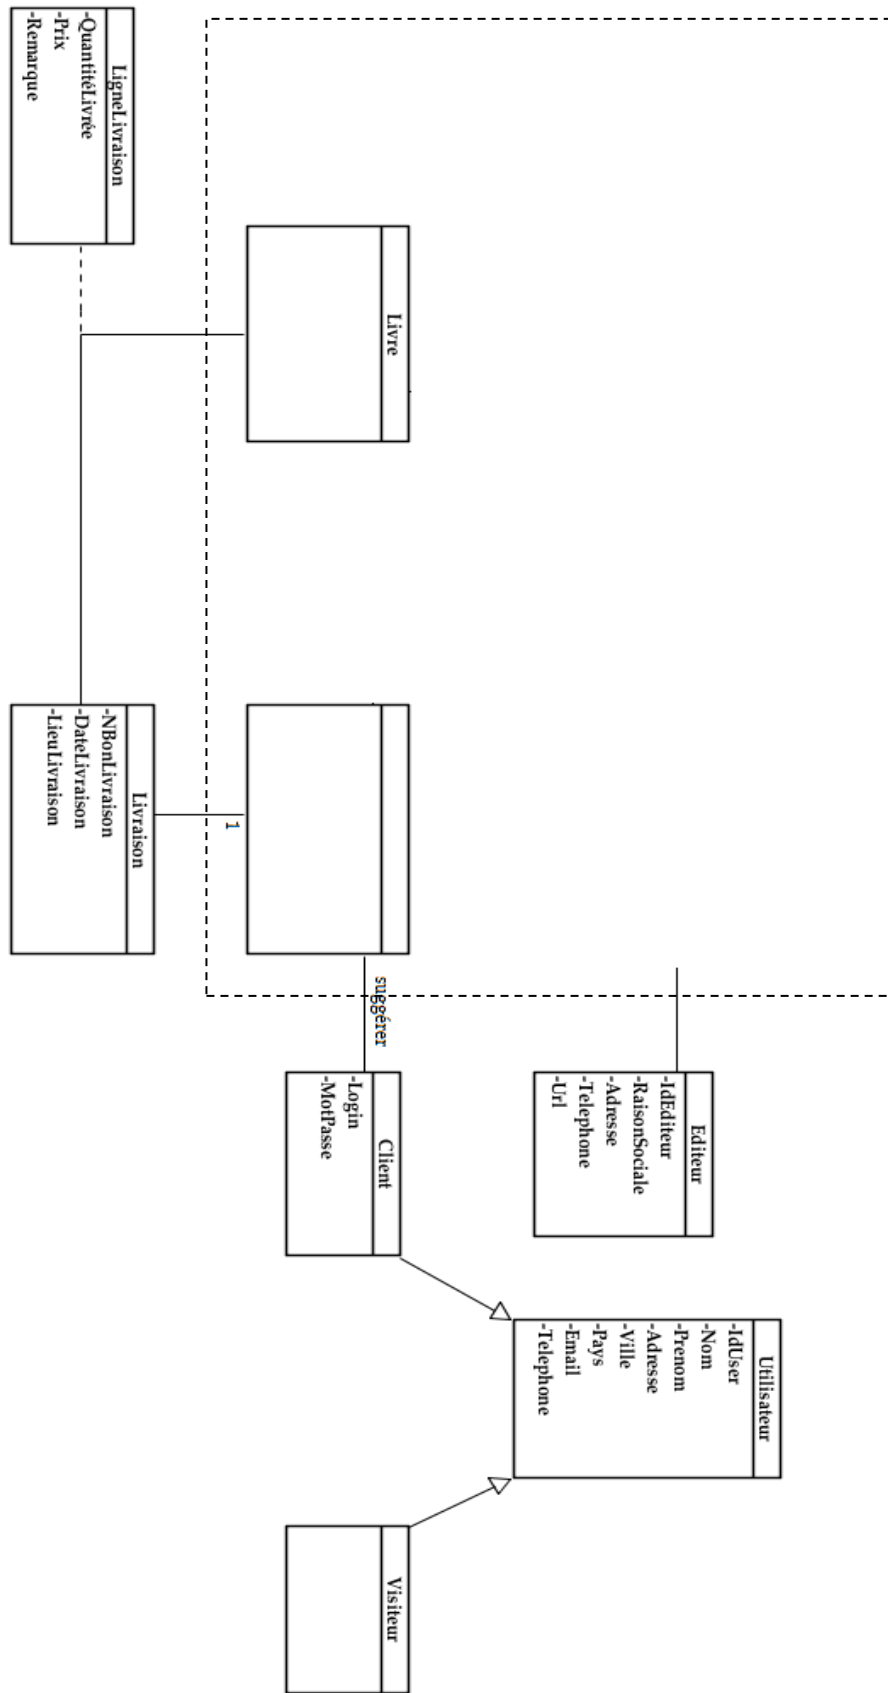 LigneLivraison
-QuantitéLivrée
-Prix
-Remarque
Livre
Livraison
-NBonLivraison
-DateLivraison
-LieuLivraison
1
suggérer
Client
-Login
-MotPasse
Editeur
-IdEditeur
-RaisonSociale
-Adresse
-Telephone
-Url
Utilisateur
-IdUser
-Nom
-Prenom
-Adresse
-Ville
-Pays
-Email
-Telephone
Visiteur